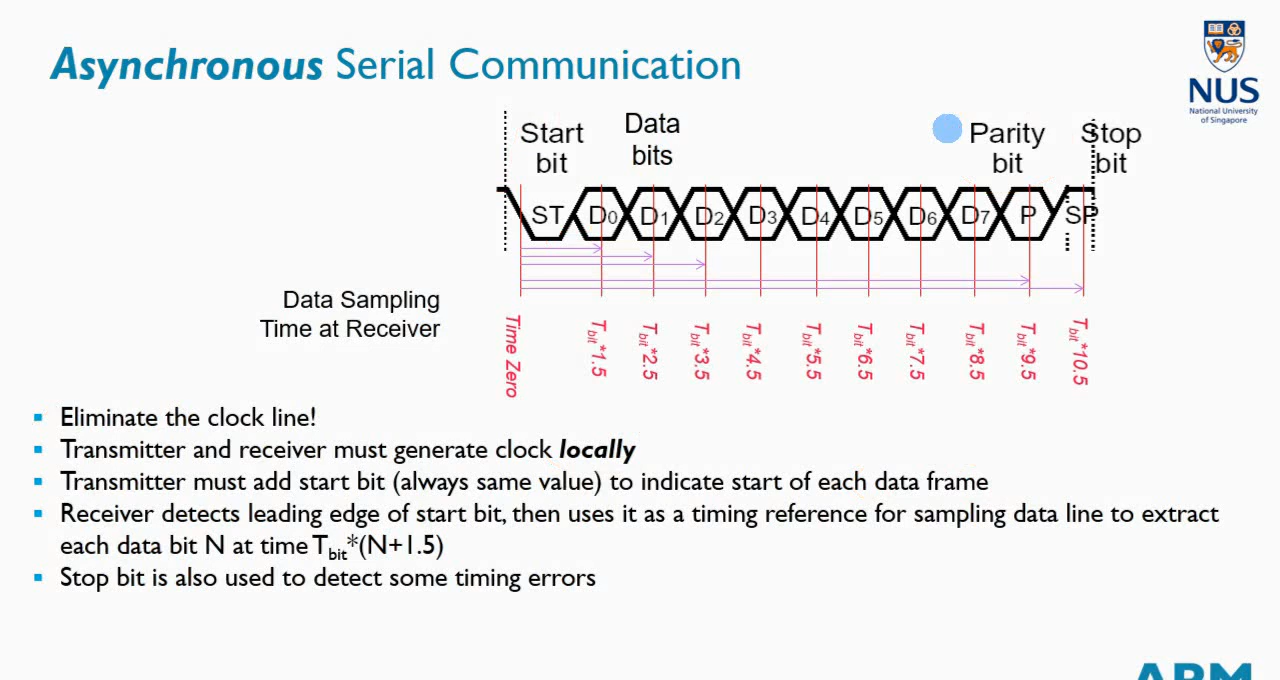 Asynchronous Serial Communication
NUS
National University
of Singapore
Start
bit
Data
bits
Parity
bit
Stop
bit
ST D0 D1 D2 D3 D4 D5 D6 D7 P SP
Data Sampling
Time at Receiver
Time Zero
Tbit*1.5
Tbit*2.5
Tbit*3.5
Tbit*4.5
Tbit*5.5
Tbit*6.5
Tbit*7.5
Tbit*8.5
Tbit*9.5
Tbit*10.5
▪ Eliminate the clock line!
▪ Transmitter and receiver must generate clock locally
▪ Transmitter must add start bit (always same value) to indicate start of each data frame
▪ Receiver detects leading edge of start bit, then uses it as a timing reference for sampling data line to extract
each data bit N at time Tbit*(N+1.5)
▪ Stop bit is also used to detect some timing errors
ARM